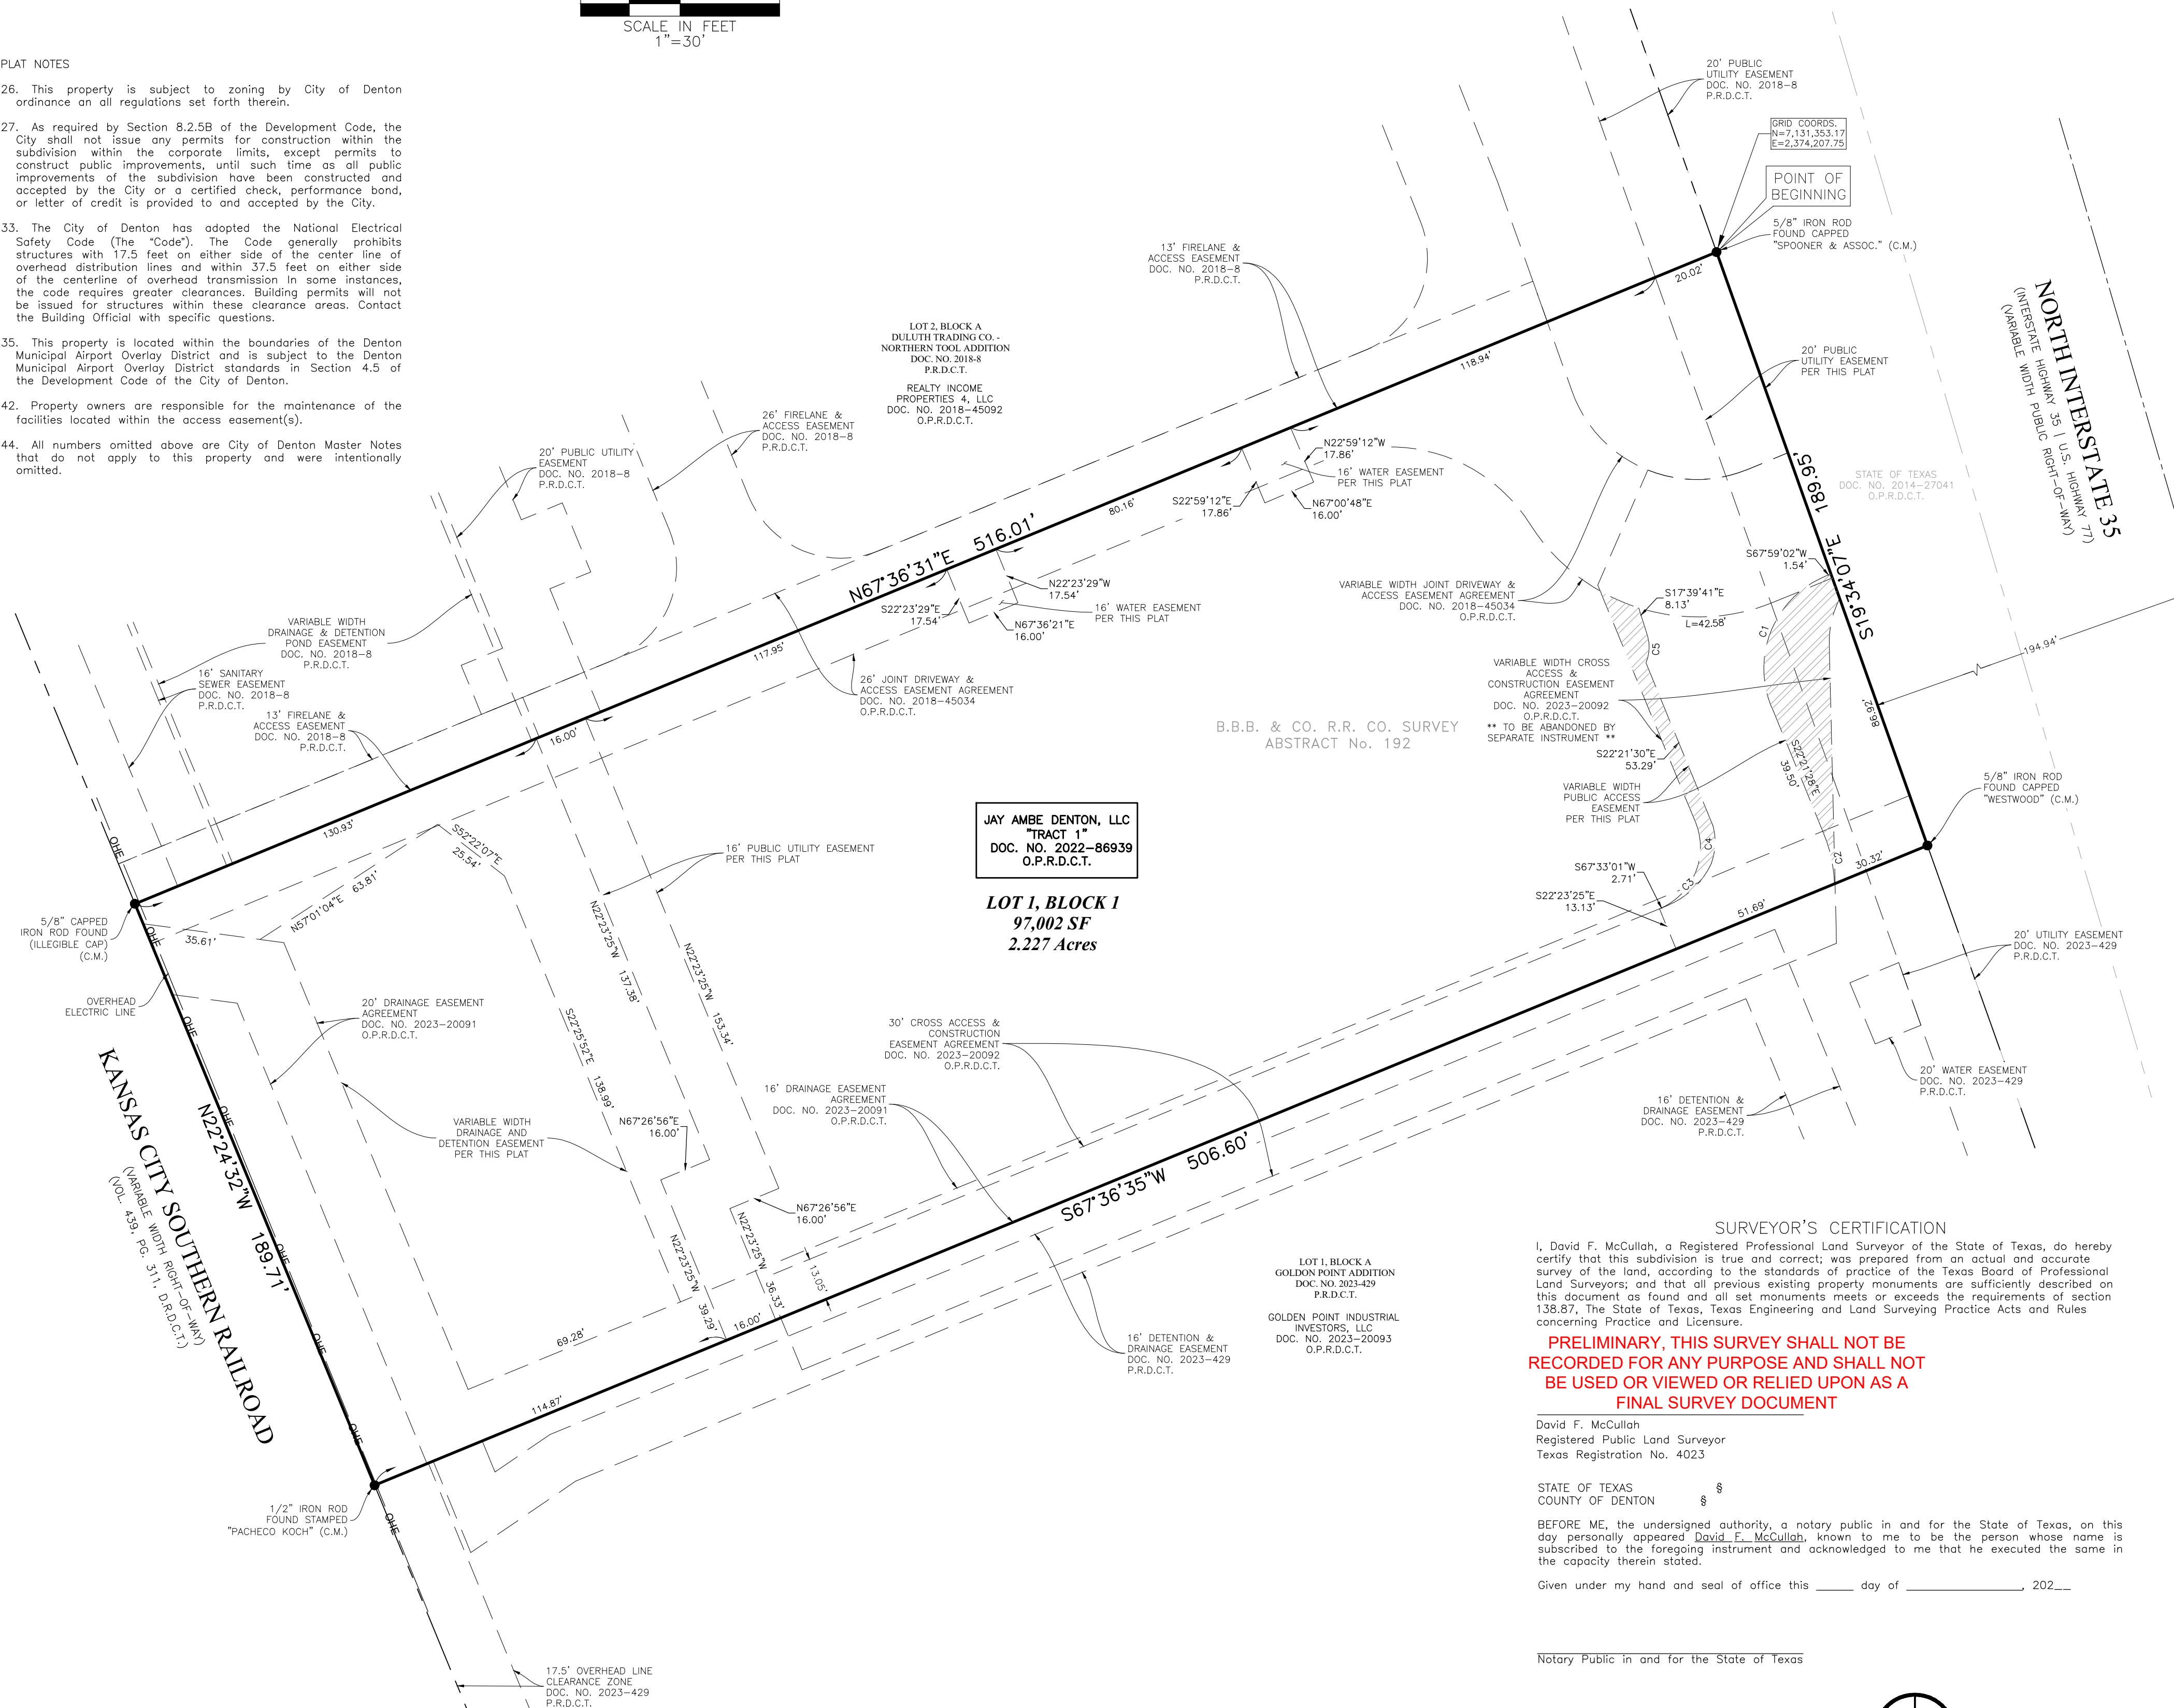 SCALE IN FEET
1"=30'
PLAT NOTES
26. This property is subject to zoning by City of Denton
ordinance an all regulations set forth therein.
27. As required by Section 8.2.5B of the Development Code, the
City shall not issue any permits for construction within the
subdivision within the corporate limits, except permits to
construct public improvements, until such time as all public
improvements of the subdivision have been constructed and
accepted by the City or a certified check, performance bond,
or letter of credit is provided to and accepted by the City.
33. The City of Denton has adopted the National Electrical
Safety Code (The "Code"). The Code generally prohibits
structures with 17.5 feet on either side of the center line of
overhead distribution lines and within 37.5 feet on either side
of the centerline of overhead transmission In some instances,
the code requires greater clearances. Building permits will not
be issued for structures within these clearance areas. Contact
the Building Official with specific questions.
35. This property is located within the boundaries of the Denton
Municipal Airport Overlay District and is subject to the Denton
Municipal Airport Overlay District standards in Section 4.5 of
the Development Code of the City of Denton.
42. Property owners are responsible for the maintenance of the
facilities located within the access easement(s).
44. All numbers omitted above are City of Denton Master Notes
that do not apply to this property and were intentionally
omitted.
20' PUBLIC
UTILITY EASEMENT
DOC. NO. 2018-8
P.R.D.C.T.
GRID COORDS.
N=7,131,353.17
E=2,374,207.75
POINT OF
BEGINNING
5/8" IRON ROD
FOUND CAPPED
"SPOONER & ASSOC." (C.M.)
NORTH INTERSTATE 35
(INTERSTATE HIGHWAY 35 | U.S. HIGHWAY 77)
(VARIABLE WIDTH PUBLIC RIGHT-OF-WAY)
STATE OF TEXAS
DOC. NO. 2014-27041
O.P.R.D.C.T.
13' FIRELANE &
ACCESS EASEMENT
DOC. NO. 2018-8
P.R.D.C.T.
LOT 2, BLOCK A
DULUTH TRADING CO. -
NORTHERN TOOL ADDITION
DOC. NO. 2018-8
P.R.D.C.T.
REALTY INCOME
PROPERTIES 4, LLC
DOC. NO. 2018-45092
O.P.R.D.C.T.
26' FIRELANE &
ACCESS EASEMENT
DOC. NO. 2018-8
P.R.D.C.T.
20' PUBLIC UTILITY
EASEMENT
DOC. NO. 2018-8
P.R.D.C.T.
VARIABLE WIDTH
DRAINAGE & DETENTION
POND EASEMENT
DOC. NO. 2018-8
P.R.D.C.T.
16' SANITARY
SEWER EASEMENT
DOC. NO. 2018-8
P.R.D.C.T.
13' FIRELANE &
ACCESS EASEMENT
DOC. NO. 2018-8
P.R.D.C.T.
20.02'
118.94'
80.16'
N67°36'31"E 516.01'
117.95'
16.00'
130.93'
20' PUBLIC
UTILITY EASEMENT
PER THIS PLAT
N22°59'12"W
17.86'
16' WATER EASEMENT
PER THIS PLAT
S22°59'12"E
17.86'
N67°00'48"E
16.00'
N22°23'29"W
17.54'
16' WATER EASEMENT
PER THIS PLAT
S22°23'29"E
17.54'
N67°36'21"E
16.00'
26' JOINT DRIVEWAY &
ACCESS EASEMENT AGREEMENT
DOC. NO. 2018-45034
O.P.R.D.C.T.
VARIABLE WIDTH JOINT DRIVEWAY &
ACCESS EASEMENT AGREEMENT
DOC. NO. 2018-45034
O.P.R.D.C.T.
189.95'
S19°34'07"E
S67°59'02"W
1.54'
S17°39'41"E
8.13'
L=42.58'
C1
C5
194.94'
86.92'
VARIABLE WIDTH CROSS
ACCESS &
CONSTRUCTION EASEMENT
AGREEMENT
DOC. NO. 2023-20092
O.P.R.D.C.T.
** TO BE ABANDONED BY
SEPARATE INSTRUMENT **
S22°21'30"E
53.29'
S22°21'28"E
39.50'
VARIABLE WIDTH
PUBLIC ACCESS
EASEMENT
PER THIS PLAT
B.B.B. & CO. R.R. CO. SURVEY
ABSTRACT No. 192
5/8" IRON ROD
FOUND CAPPED
"WESTWOOD" (C.M.)
C4
C2
C3
30.32'
S67°33'01"W
2.71'
S22°23'25"E
13.13'
51.69'
JAY AMBE DENTON, LLC
"TRACT 1"
DOC. NO. 2022-86939
O.P.R.D.C.T.
LOT 1, BLOCK 1
97,002 SF
2.227 Acres
16' PUBLIC UTILITY EASEMENT
PER THIS PLAT
S52°22'07"E
25.54'
N57°01'04"E 63.81'
35.61'
5/8" CAPPED
IRON ROD FOUND
(ILLEGIBLE CAP)
(C.M.)
OVERHEAD
ELECTRIC LINE
OHE
OHE
OHE
OHE
OHE
OHE
OHE
OHE
20' DRAINAGE EASEMENT
AGREEMENT
DOC. NO. 2023-20091
O.P.R.D.C.T.
N22°23'25"W 137.38'
N22°23'25"W 153.34'
S22°25'52"E 138.99'
KANSAS CITY SOUTHERN RAILROAD
(VARIABLE WIDTH RIGHT-OF-WAY)
(VOL. 439, PG. 311, D.R.D.C.T.)
N22°24'32"W 189.71'
VARIABLE WIDTH
DRAINAGE AND
DETENTION EASEMENT
PER THIS PLAT
30' CROSS ACCESS &
CONSTRUCTION
EASEMENT AGREEMENT
DOC. NO. 2023-20092
O.P.R.D.C.T.
16' DRAINAGE EASEMENT
AGREEMENT
DOC. NO. 2023-20091
O.P.R.D.C.T.
N67°26'56"E
16.00'
N67°26'56"E
16.00'
N22°23'25"W 39.29'
N22°23'25"W 36.33'
13.05'
69.28'
16.00'
114.87'
S67°36'35"W 506.60'
20' UTILITY EASEMENT
DOC. NO. 2023-429
P.R.D.C.T.
20' WATER EASEMENT
DOC. NO. 2023-429
P.R.D.C.T.
16' DETENTION &
DRAINAGE EASEMENT
DOC. NO. 2023-429
P.R.D.C.T.
LOT 1, BLOCK A
GOLDON POINT ADDITION
DOC. NO. 2023-429
P.R.D.C.T.
GOLDEN POINT INDUSTRIAL
INVESTORS, LLC
DOC. NO. 2023-20093
O.P.R.D.C.T.
16' DETENTION &
DRAINAGE EASEMENT
DOC. NO. 2023-429
P.R.D.C.T.
1/2" IRON ROD
FOUND STAMPED
"PACHECO KOCH" (C.M.)
17.5' OVERHEAD LINE
CLEARANCE ZONE
DOC. NO. 2023-429
P.R.D.C.T.
SURVEYOR'S CERTIFICATION
I, David F. McCullah, a Registered Professional Land Surveyor of the State of Texas, do hereby
certify that this subdivision is true and correct; was prepared from an actual and accurate
survey of the land, according to the standards of practice of the Texas Board of Professional
Land Surveyors; and that all previous existing property monuments are sufficiently described on
this document as found and all set monuments meets or exceeds the requirements of section
138.87, The State of Texas, Texas Engineering and Land Surveying Practice Acts and Rules
concerning Practice and Licensure.
PRELIMINARY, THIS SURVEY SHALL NOT BE
RECORDED FOR ANY PURPOSE AND SHALL NOT
BE USED OR VIEWED OR RELIED UPON AS A
FINAL SURVEY DOCUMENT
David F. McCullah
Registered Public Land Surveyor
Texas Registration No. 4023
STATE OF TEXAS §
COUNTY OF DENTON §
BEFORE ME, the undersigned authority, a notary public in and for the State of Texas, on this
day personally appeared David F. McCullah, known to me to be the person whose name is
subscribed to the foregoing instrument and acknowledged to me that he executed the same in
the capacity therein stated.
Given under my hand and seal of office this _____ day of ________________, 202__
Notary Public in and for the State of Texas